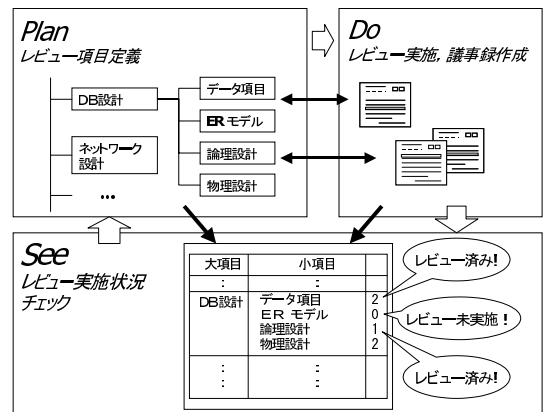 Plan
レビュー項目定義
DB設計
ネットワーク
設計
...
データ項目
ER モデル
論理設計
物理設計
Do
レビュー実施, 議事録作成
See
レビュー実施状況
チェック
大項目 小項目
: :
DB設計 データ項目 2
ER モデル 0
論理設計 1
物理設計 2
: :
: :
レビュー済み!
レビュー未実施!
レビュー済み!